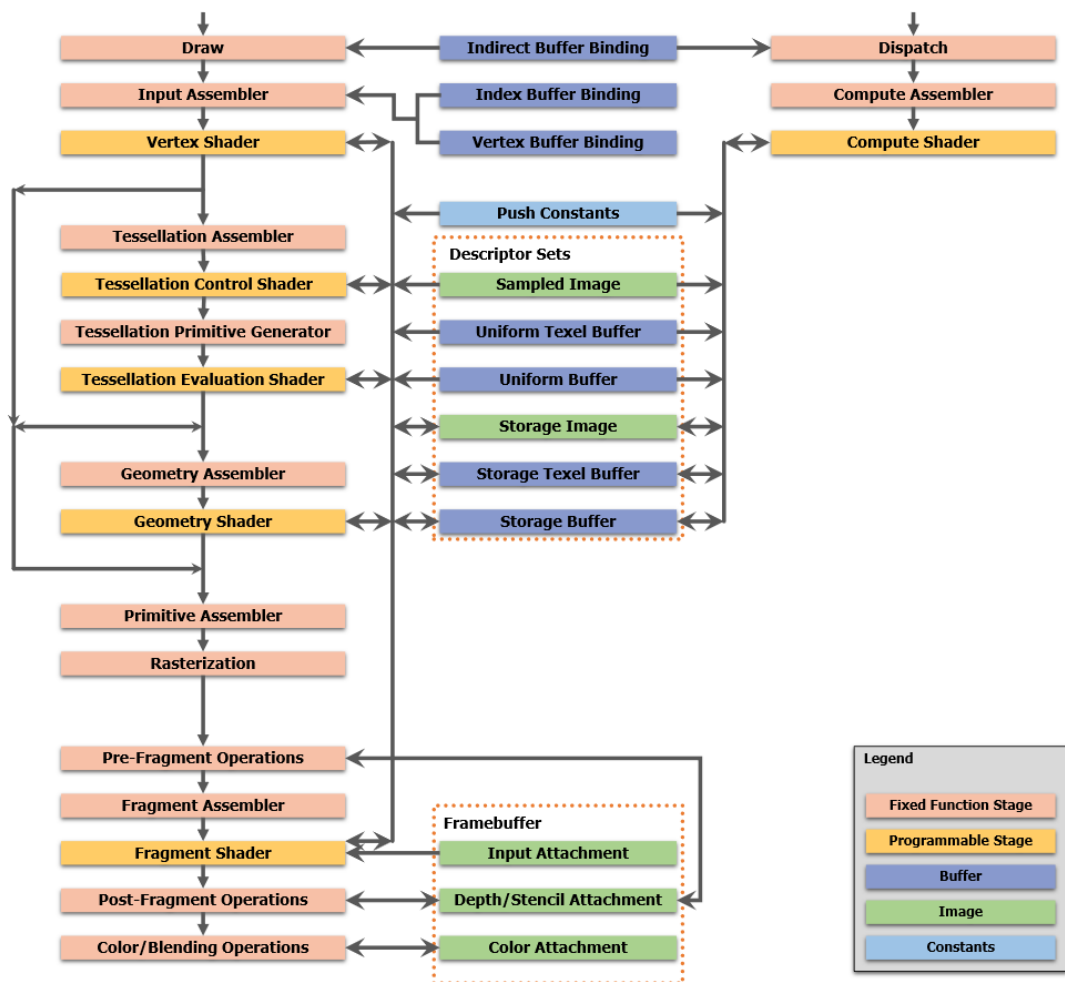 Draw
Indirect Buffer Binding
Dispatch
Input Assembler
Index Buffer Binding
Compute Assembler
Vertex Shader
Vertex Buffer Binding
Compute Shader
Push Constants
Tessellation Assembler
Descriptor Sets
Tessellation Control Shader
Sampled Image
Tessellation Primitive Generator
Uniform Texel Buffer
Tessellation Evaluation Shader
Uniform Buffer
Storage Image
Geometry Assembler
Storage Texel Buffer
Geometry Shader
Storage Buffer
Primitive Assembler
Rasterization
Pre-Fragment Operations
Fragment Assembler
Framebuffer
Fragment Shader
Input Attachment
Post-Fragment Operations
Depth/Stencil Attachment
Color/Blending Operations
Color Attachment
Legend
Fixed Function Stage
Programmable Stage
Buffer
Image
Constants